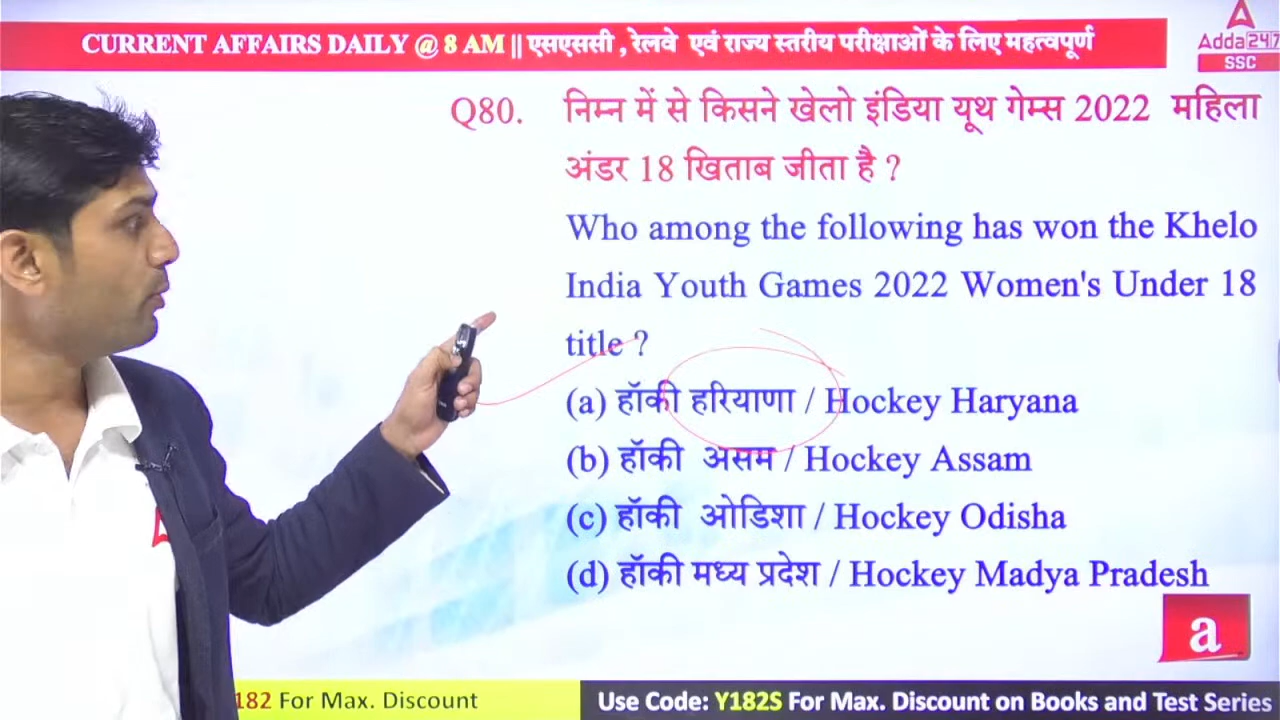 CURRENT AFFAIRS DAILY @ 8 AM || एसएससी , रेलवे एवं राज्य स्तरीय परीक्षाओं के लिए महत्वपूर्ण
Adda247
SSC
Q80. निम्न में से किसने खेलो इंडिया यूथ गेम्स 2022 महिला
अंडर 18 खिताब जीता है ?
Who among the following has won the Khelo
India Youth Games 2022 Women's Under 18
title ?
(a) हॉकी हरियाणा / Hockey Haryana
(b) हॉकी असम / Hockey Assam
(c) हॉकी ओडिशा / Hockey Odisha
(d) हॉकी मध्य प्रदेश / Hockey Madya Pradesh
a
182 For Max. Discount
Use Code: Y182S For Max. Discount on Books and Test Series